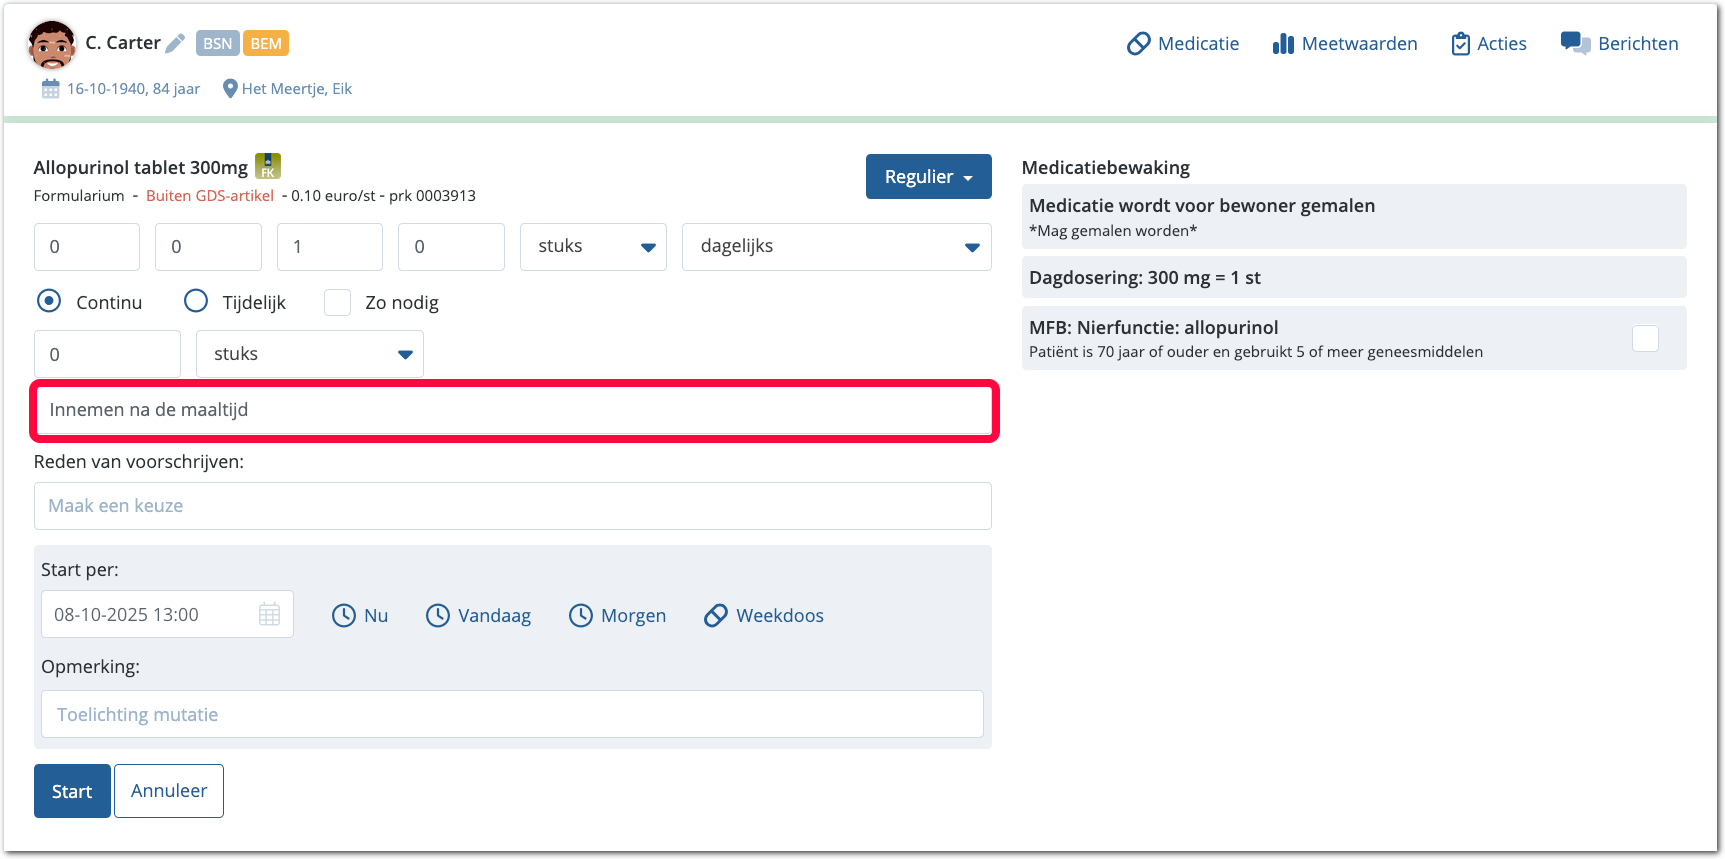 C. Carter BSN BEM
Medicatie Meetwaarden Acties Berichten
16-10-1940, 84 jaar Het Meertje, Eik
Allopurinol tablet 300mg FK
Formularium - Buiten GDS-artikel - 0.10 euro/st - prk 0003913
Regulier
0 0 1 0 stuks dagelijks
Continu Tijdelijk Zo nodig
0 stuks
Innemen na de maaltijd
Reden van voorschrijven:
Maak een keuze
Start per:
08-10-2025 13:00 Nu Vandaag Morgen Weekdoos
Opmerking:
Toelichting mutatie
Start Annuleer
Medicatiebewaking
Medicatie wordt voor bewoner gemalen
*Mag gemalen worden*
Dagdosering: 300 mg = 1 st
MFB: Nierfunctie: allopurinol
Patiënt is 70 jaar of ouder en gebruikt 5 of meer geneesmiddelen